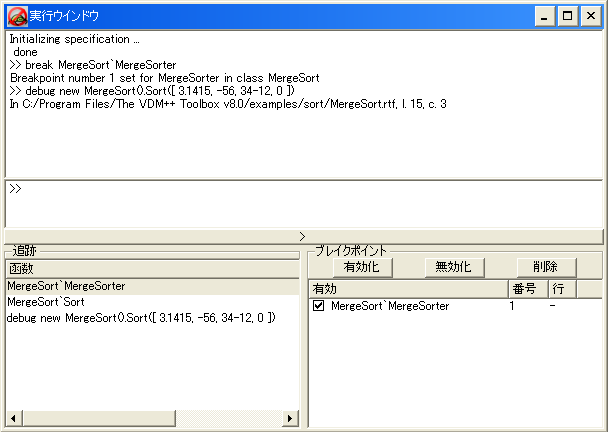 実行ウインドウ
Initializing specification ...
done
>> break MergeSort`MergeSorter
Breakpoint number 1 set for MergeSorter in class MergeSort
>> debug new MergeSort().Sort([ 3.1415, -56, 34-12, 0 ])
In C:/Program Files/The VDM++ Toolbox v8.0/examples/sort/MergeSort.rtf, l. 15, c. 3
>>
>
追跡
函数
MergeSort`MergeSorter
MergeSort`Sort
debug new MergeSort().Sort([ 3.1415, -56, 34-12, 0 ])
ブレイクポイント
有効化 無効化 削除
有効 番号 行
MergeSort`MergeSorter 1 -